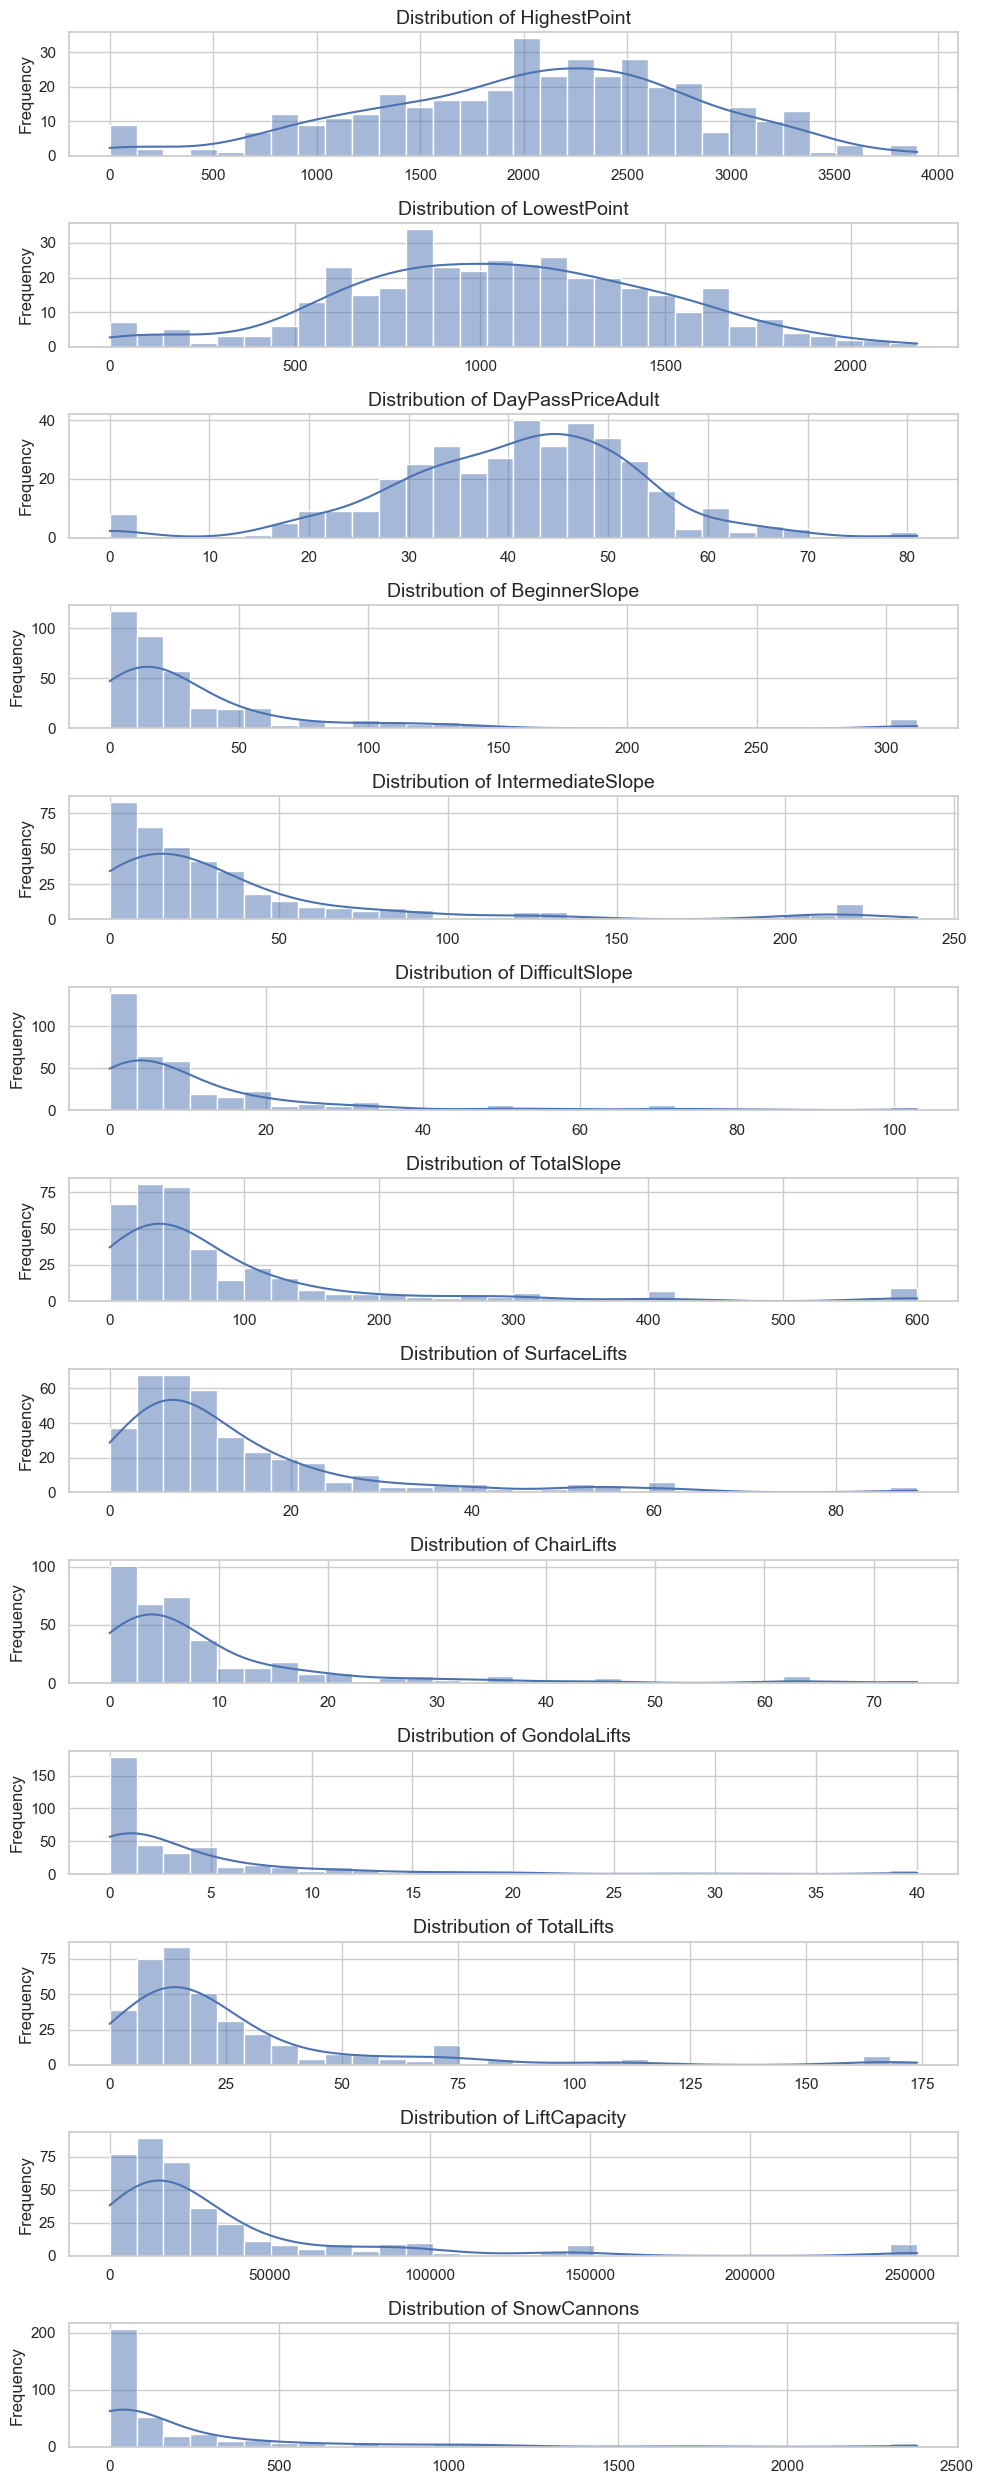 Distribution of HighestPoint
Frequency
30
20
10
0
0 500 1000 1500 2000 2500 3000 3500 4000
Distribution of LowestPoint
Frequency
30
20
10
0
0 500 1000 1500 2000
Distribution of DayPassPriceAdult
Frequency
40
20
0
0 10 20 30 40 50 60 70 80
Distribution of BeginnerSlope
Frequency
100
50
0
0 50 100 150 200 250 300
Distribution of IntermediateSlope
Frequency
75
50
25
0
0 50 100 150 200 250
Distribution of DifficultSlope
Frequency
100
50
0
0 20 40 60 80 100
Distribution of TotalSlope
Frequency
75
50
25
0
0 100 200 300 400 500 600
Distribution of SurfaceLifts
Frequency
60
40
20
0
0 20 40 60 80
Distribution of ChairLifts
Frequency
100
50
0
0 10 20 30 40 50 60 70
Distribution of GondolaLifts
Frequency
150
100
50
0
0 5 10 15 20 25 30 35 40
Distribution of TotalLifts
Frequency
75
50
25
0
0 25 50 75 100 125 150 175
Distribution of LiftCapacity
Frequency
75
50
25
0
0 50000 100000 150000 200000 250000
Distribution of SnowCannons
Frequency
200
100
0
0 500 1000 1500 2000 2500